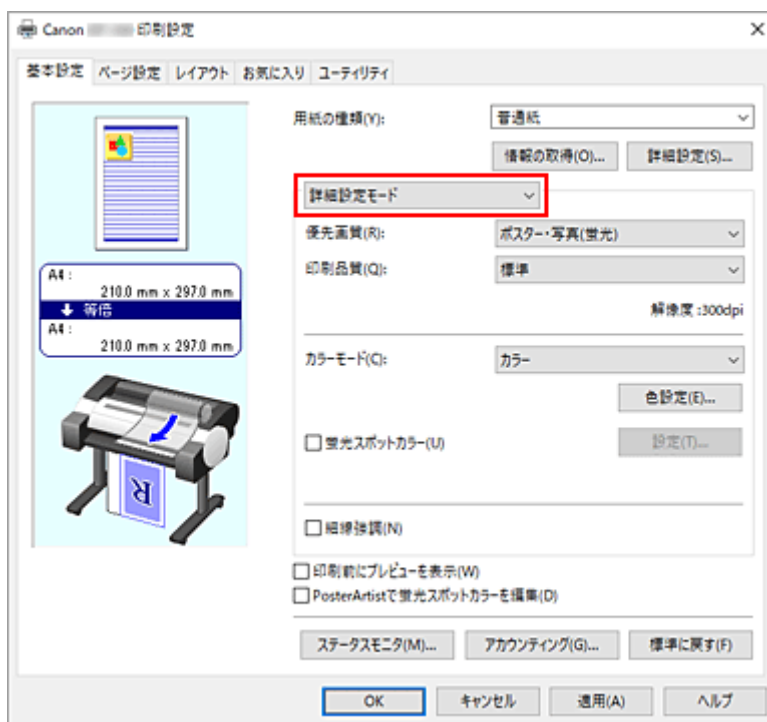 Canon 印刷設定
基本設定 ページ設定 レイアウト お気に入り ユーティリティ
用紙の種類(Y): 普通紙
情報の取得(O)... 詳細設定(S)...
詳細設定モード
優先画質(R): ポスター・写真(蛍光)
印刷品質(Q): 標準
解像度 :300dpi
カラーモード(C): カラー
色設定(E)...
蛍光スポットカラー(U) 設定(T)...
細線強調(N)
A4 :
210.0 mm x 297.0 mm
等倍
A4 :
210.0 mm x 297.0 mm
R
印刷前にプレビューを表示(W)
PosterArtistで蛍光スポットカラーを編集(D)
ステータスモニタ(M)... アカウンティング(G)... 標準に戻す(F)
OK キャンセル 適用(A) ヘルプ